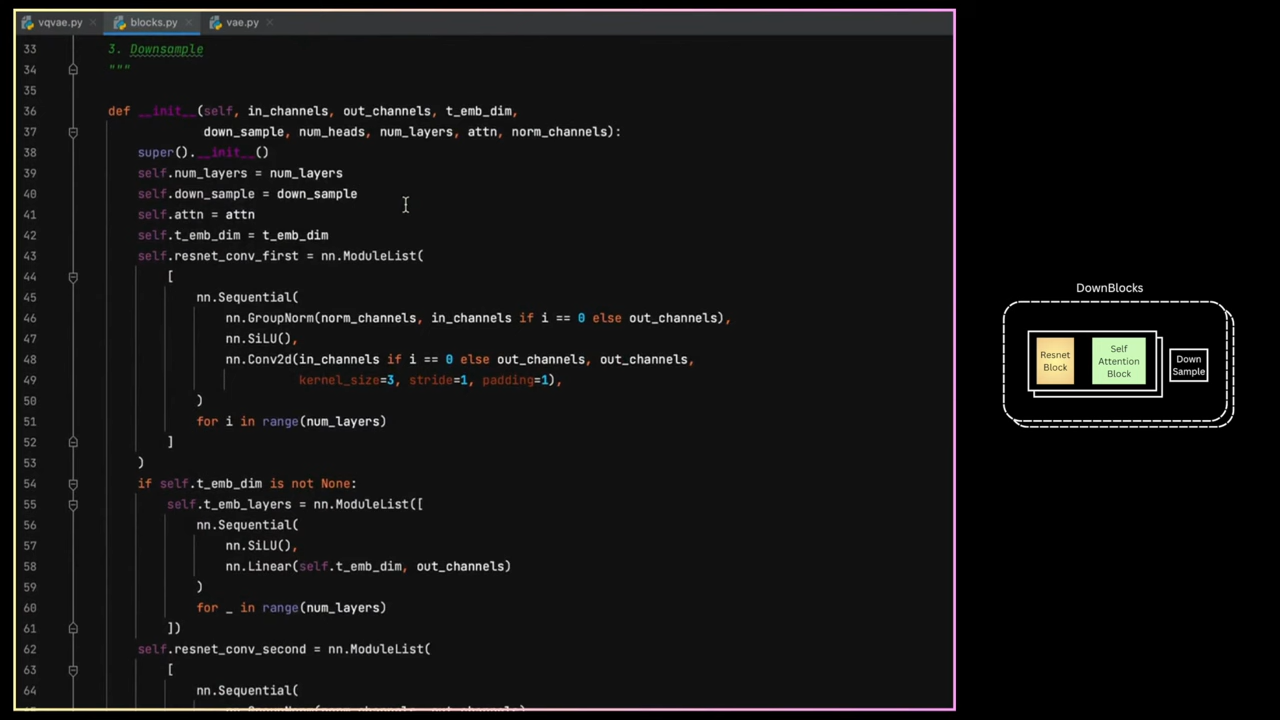 vqvae.py × blocks.py × vae.py ×
33 3. Downsample
34 """
35
36 def __init__(self, in_channels, out_channels, t_emb_dim,
37 down_sample, num_heads, num_layers, attn, norm_channels):
38 super().__init__()
39 self.num_layers = num_layers
40 self.down_sample = down_sample
41 self.attn = attn
42 self.t_emb_dim = t_emb_dim
43 self.resnet_conv_first = nn.ModuleList(
44 [
45 nn.Sequential(
46 nn.GroupNorm(norm_channels, in_channels if i == 0 else out_channels),
47 nn.SiLU(),
48 nn.Conv2d(in_channels if i == 0 else out_channels, out_channels,
49 kernel_size=3, stride=1, padding=1),
50 )
51 for i in range(num_layers)
52 ]
53 )
54 if self.t_emb_dim is not None:
55 self.t_emb_layers = nn.ModuleList([
56 nn.Sequential(
57 nn.SiLU(),
58 nn.Linear(self.t_emb_dim, out_channels)
59 )
60 for _ in range(num_layers)
61 ])
62 self.resnet_conv_second = nn.ModuleList(
63 [
64 nn.Sequential(
DownBlocks
Resnet
Block
Self
Attention
Block
Down
Sample